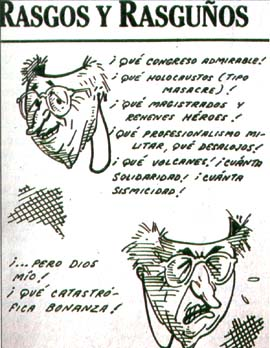 RASGOS Y RASGUÑOS
¡QUÉ CONGRESO ADMIRABLE!
¡QUÉ HOLOCAUSTOS (TIPO
MASACRE)!
¡QUÉ MAGISTRADOS Y
REHENES HÉROES!
¡QUÉ PROFESIONALISMO MI-
LITAR, QUÉ DESALOJOS!
¡QUÉ VOLCANES! ¡CUÁNTA
SOLIDARIDAD! ¡CUÁNTA
SISMICIDAD!
¡...PERO DIOS
MÍO!
¡QUÉ CATASTRÓ-
FICA BONANZA!